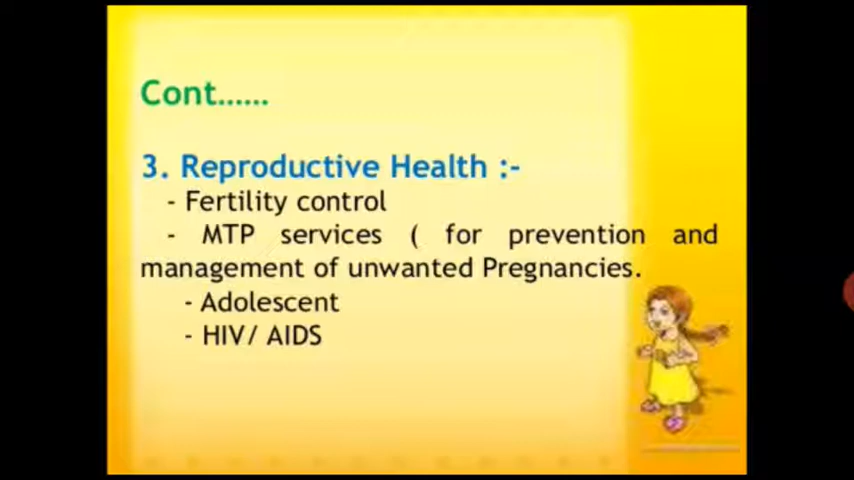 Cont......
3. Reproductive Health :-
- Fertility control
- MTP services ( for prevention and
management of unwanted Pregnancies.
- Adolescent
- HIV/ AIDS